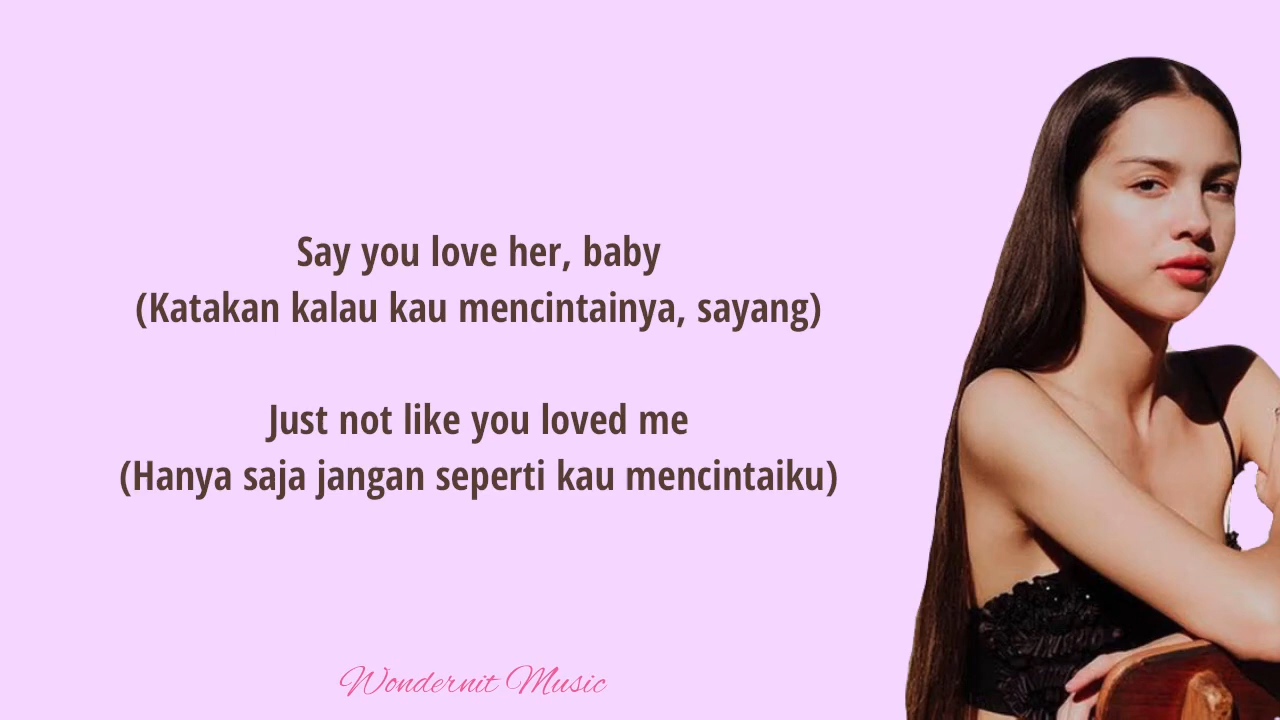 Say you love her, baby
(Katakan kalau kau mencintainya, sayang)
Just not like you loved me
(Hanya saja jangan seperti kau mencintaiku)
Wondernit Music